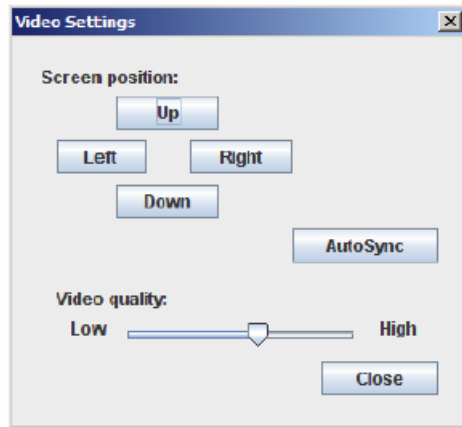 Video Settings
Screen position:
Up
Left Right
Down
AutoSync
Video quality:
Low High
Close